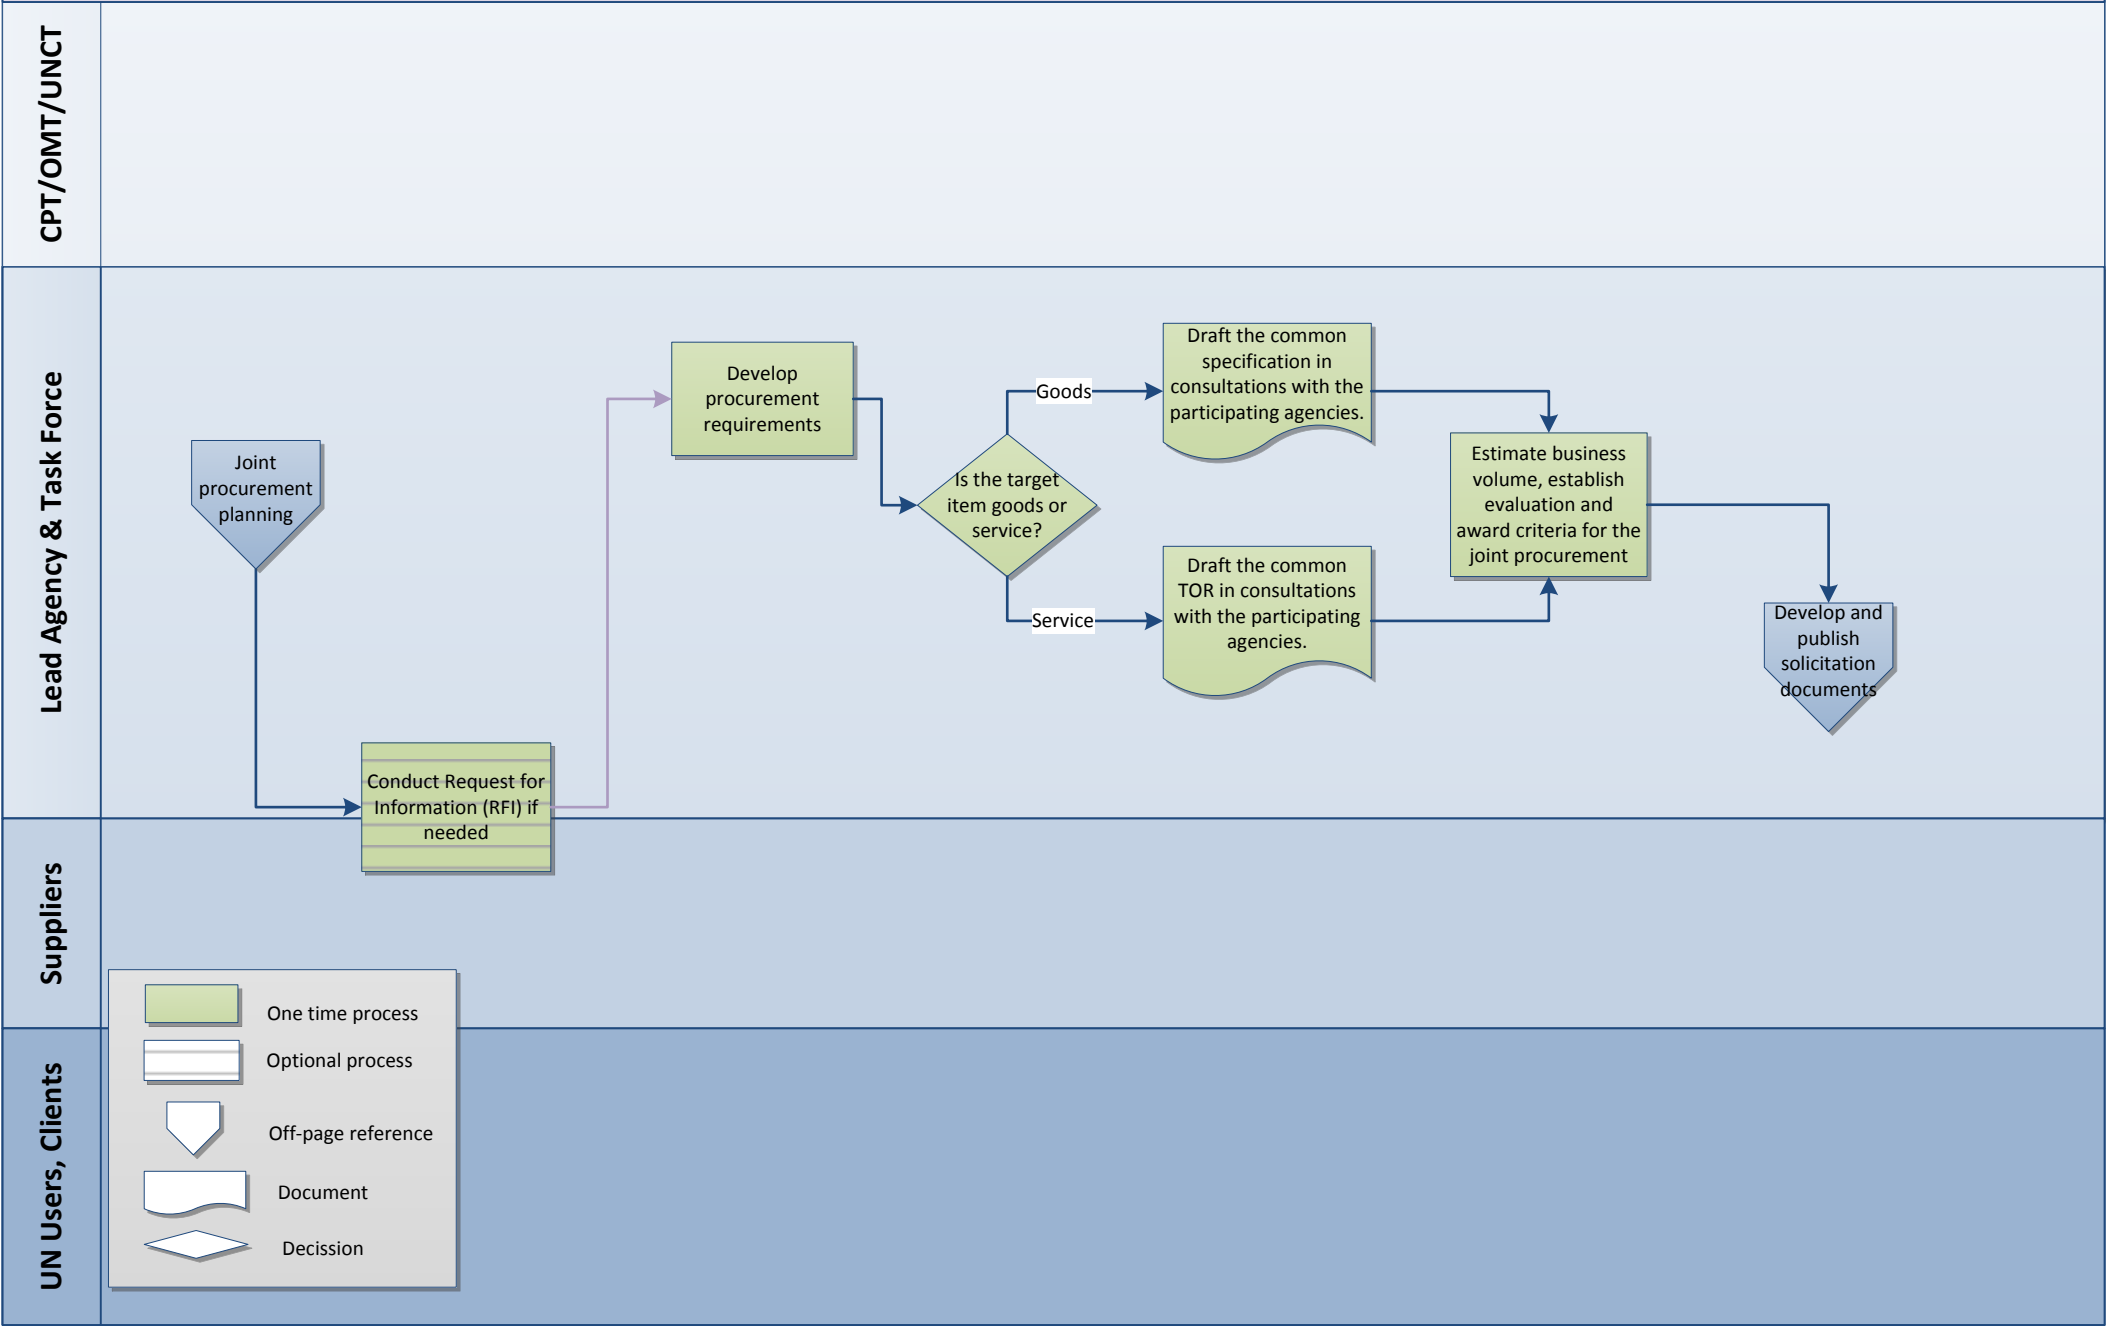 CPT/OMT/UNCT
Lead Agency & Task Force
Joint
procurement
planning
Conduct Request for
Information (RFI) if
needed
Develop
procurement
requirements
Is the target
item goods or
service?
Goods
Service
Draft the common
specification in
consultations with the
participating agencies.
Draft the common
TOR in consultations
with the participating
agencies.
Estimate business
volume, establish
evaluation and
award criteria for the
joint procurement
Develop and
publish
solicitation
documents
Suppliers
UN Users, Clients
One time process
Optional process
Off-page reference
Document
Decission